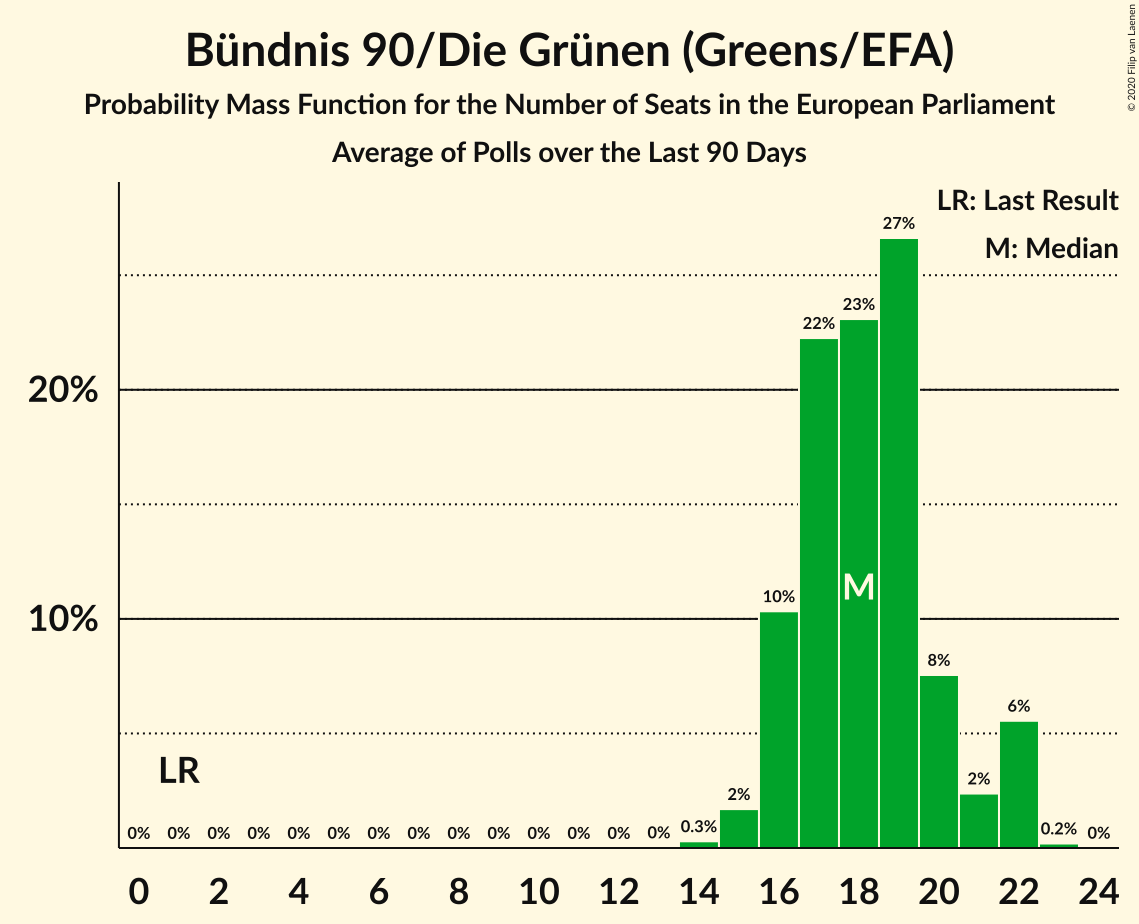 Bündnis 90/Die Grünen (Greens/EFA)
Probability Mass Function for the Number of Seats in the European Parliament
Average of Polls over the Last 90 Days
© 2020 Filip van Laenen
LR: Last Result
M: Median
27%
23%
22%
20%
10%
10%
M
8%
6%
LR
2%
2%
0% 0% 0% 0% 0% 0% 0% 0% 0% 0% 0% 0% 0% 0% 0.3% 0.2% 0%
0 2 4 6 8 10 12 14 16 18 20 22 24